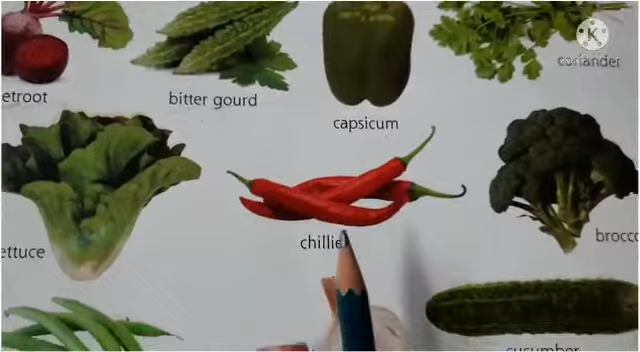 etroot
bitter gourd
capsicum
coriander
ettuce
chillie
brocco
cucumber
K